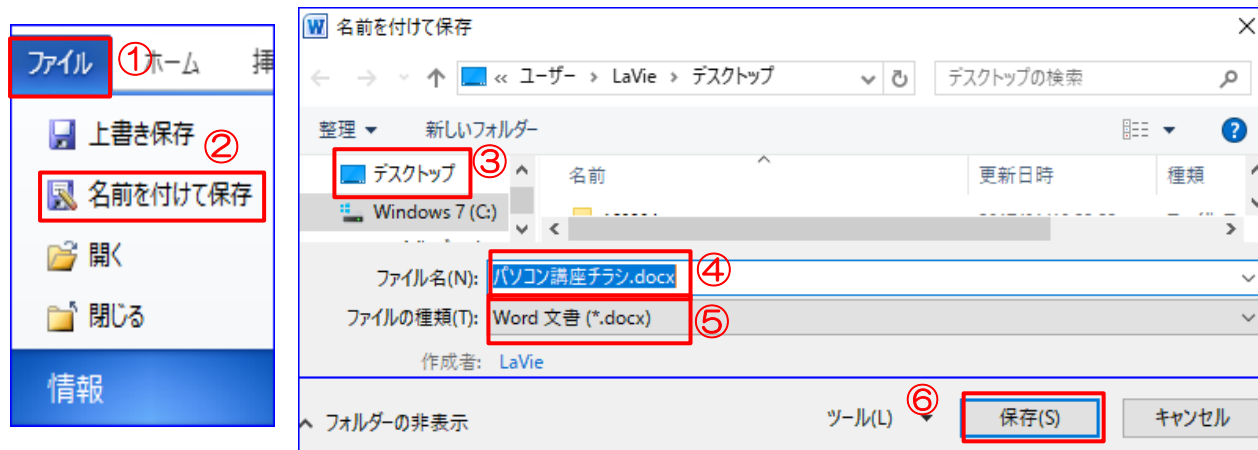 ファイル ① ホーム 挿
上書き保存
②
名前を付けて保存
開く
閉じる
情報
名前を付けて保存
« ユーザー › LaVie › デスクトップ
デスクトップの検索
整理 新しいフォルダー
デスクトップ ③
名前 更新日時 種類
Windows 7 (C:)
ファイル名(N): パソコン講座チラシ.docx ④
ファイルの種類(T): Word 文書 (*.docx) ⑤
作成者: LaVie
フォルダーの非表示 ツール(L) ⑥ 保存(S) キャンセル